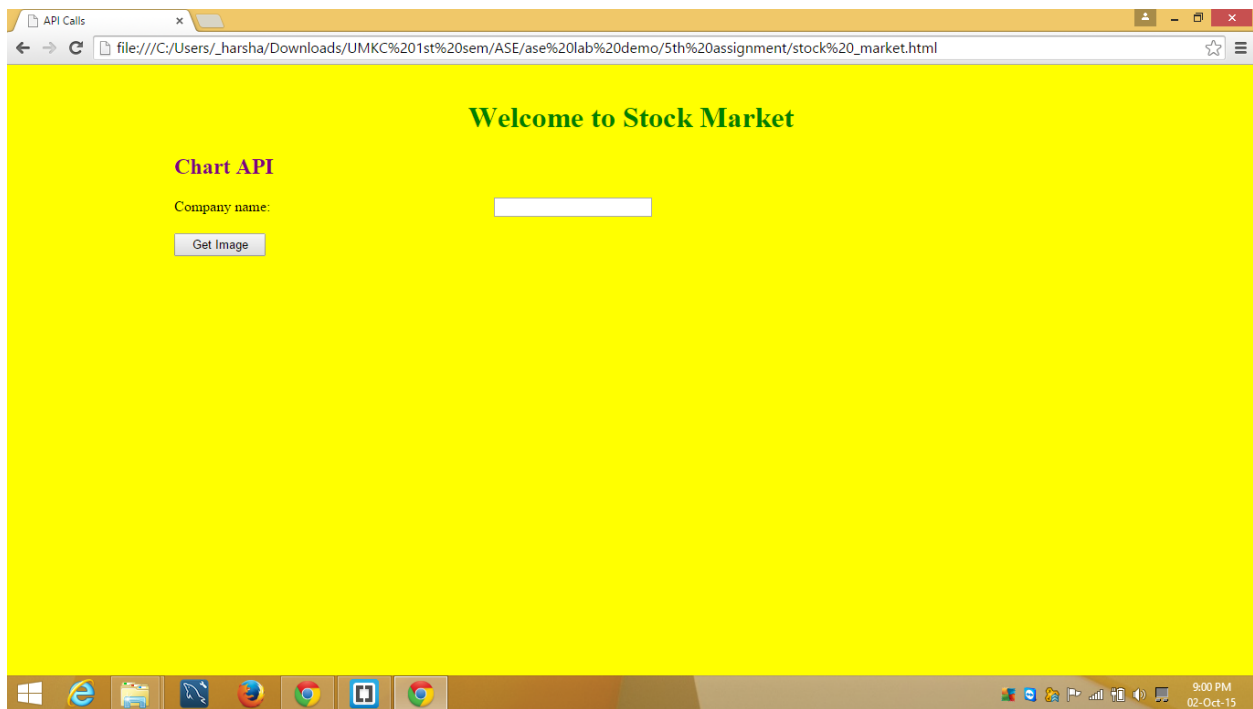 API Calls
file:///C:/Users/_harsha/Downloads/UMKC%201st%20sem/ASE/ase%20lab%20demo/5th%20assignment/stock%20_market.html
Welcome to Stock Market
Chart API
Company name:
Get Image
9:00 PM
02-Oct-15